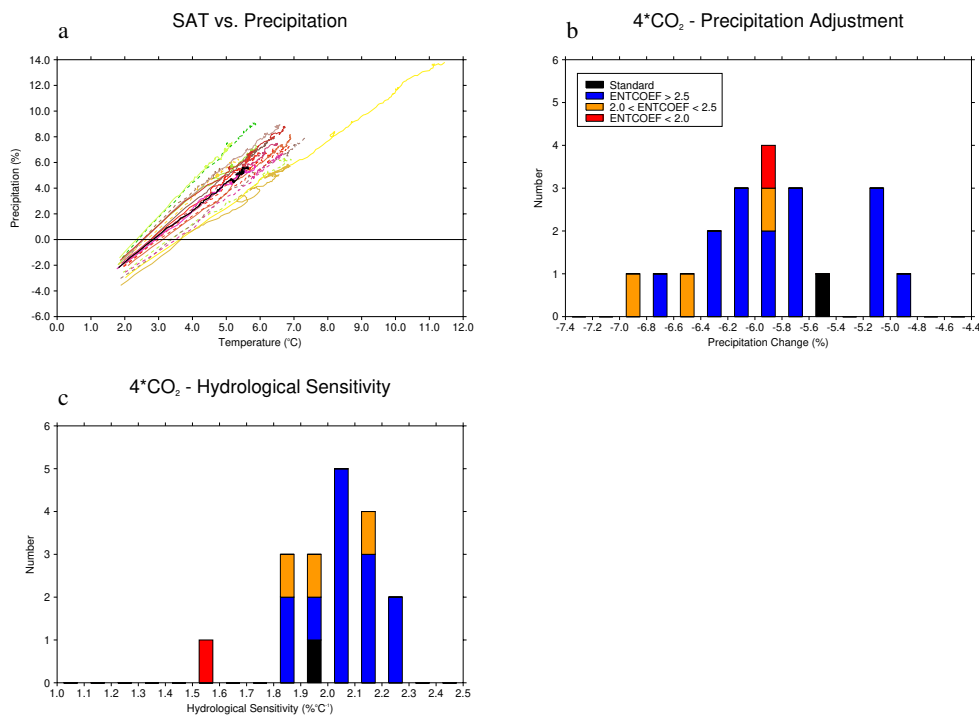 a
SAT vs. Precipitation
14.0
12.0
10.0
8.0
6.0
4.0
2.0
0.0
-2.0
-4.0
-6.0
Precipitation (%)
0.0 1.0 2.0 3.0 4.0 5.0 6.0 7.0 8.0 9.0 10.0 11.0 12.0
Temperature (°C)
b
4*CO₂ - Precipitation Adjustment
Standard
ENTCOEF > 2.5
2.0 < ENTCOEF < 2.5
ENTCOEF < 2.0
6
5
4
3
2
1
0
Number
-7.4 -7.2 -7.0 -6.8 -6.6 -6.4 -6.2 -6.0 -5.8 -5.6 -5.4 -5.2 -5.0 -4.8 -4.6 -4.4
Precipitation Change (%)
c
4*CO₂ - Hydrological Sensitivity
6
5
4
3
2
1
0
Number
1.0 1.1 1.2 1.3 1.4 1.5 1.6 1.7 1.8 1.9 2.0 2.1 2.2 2.3 2.4 2.5
Hydrological Sensitivity (%°C⁻¹)